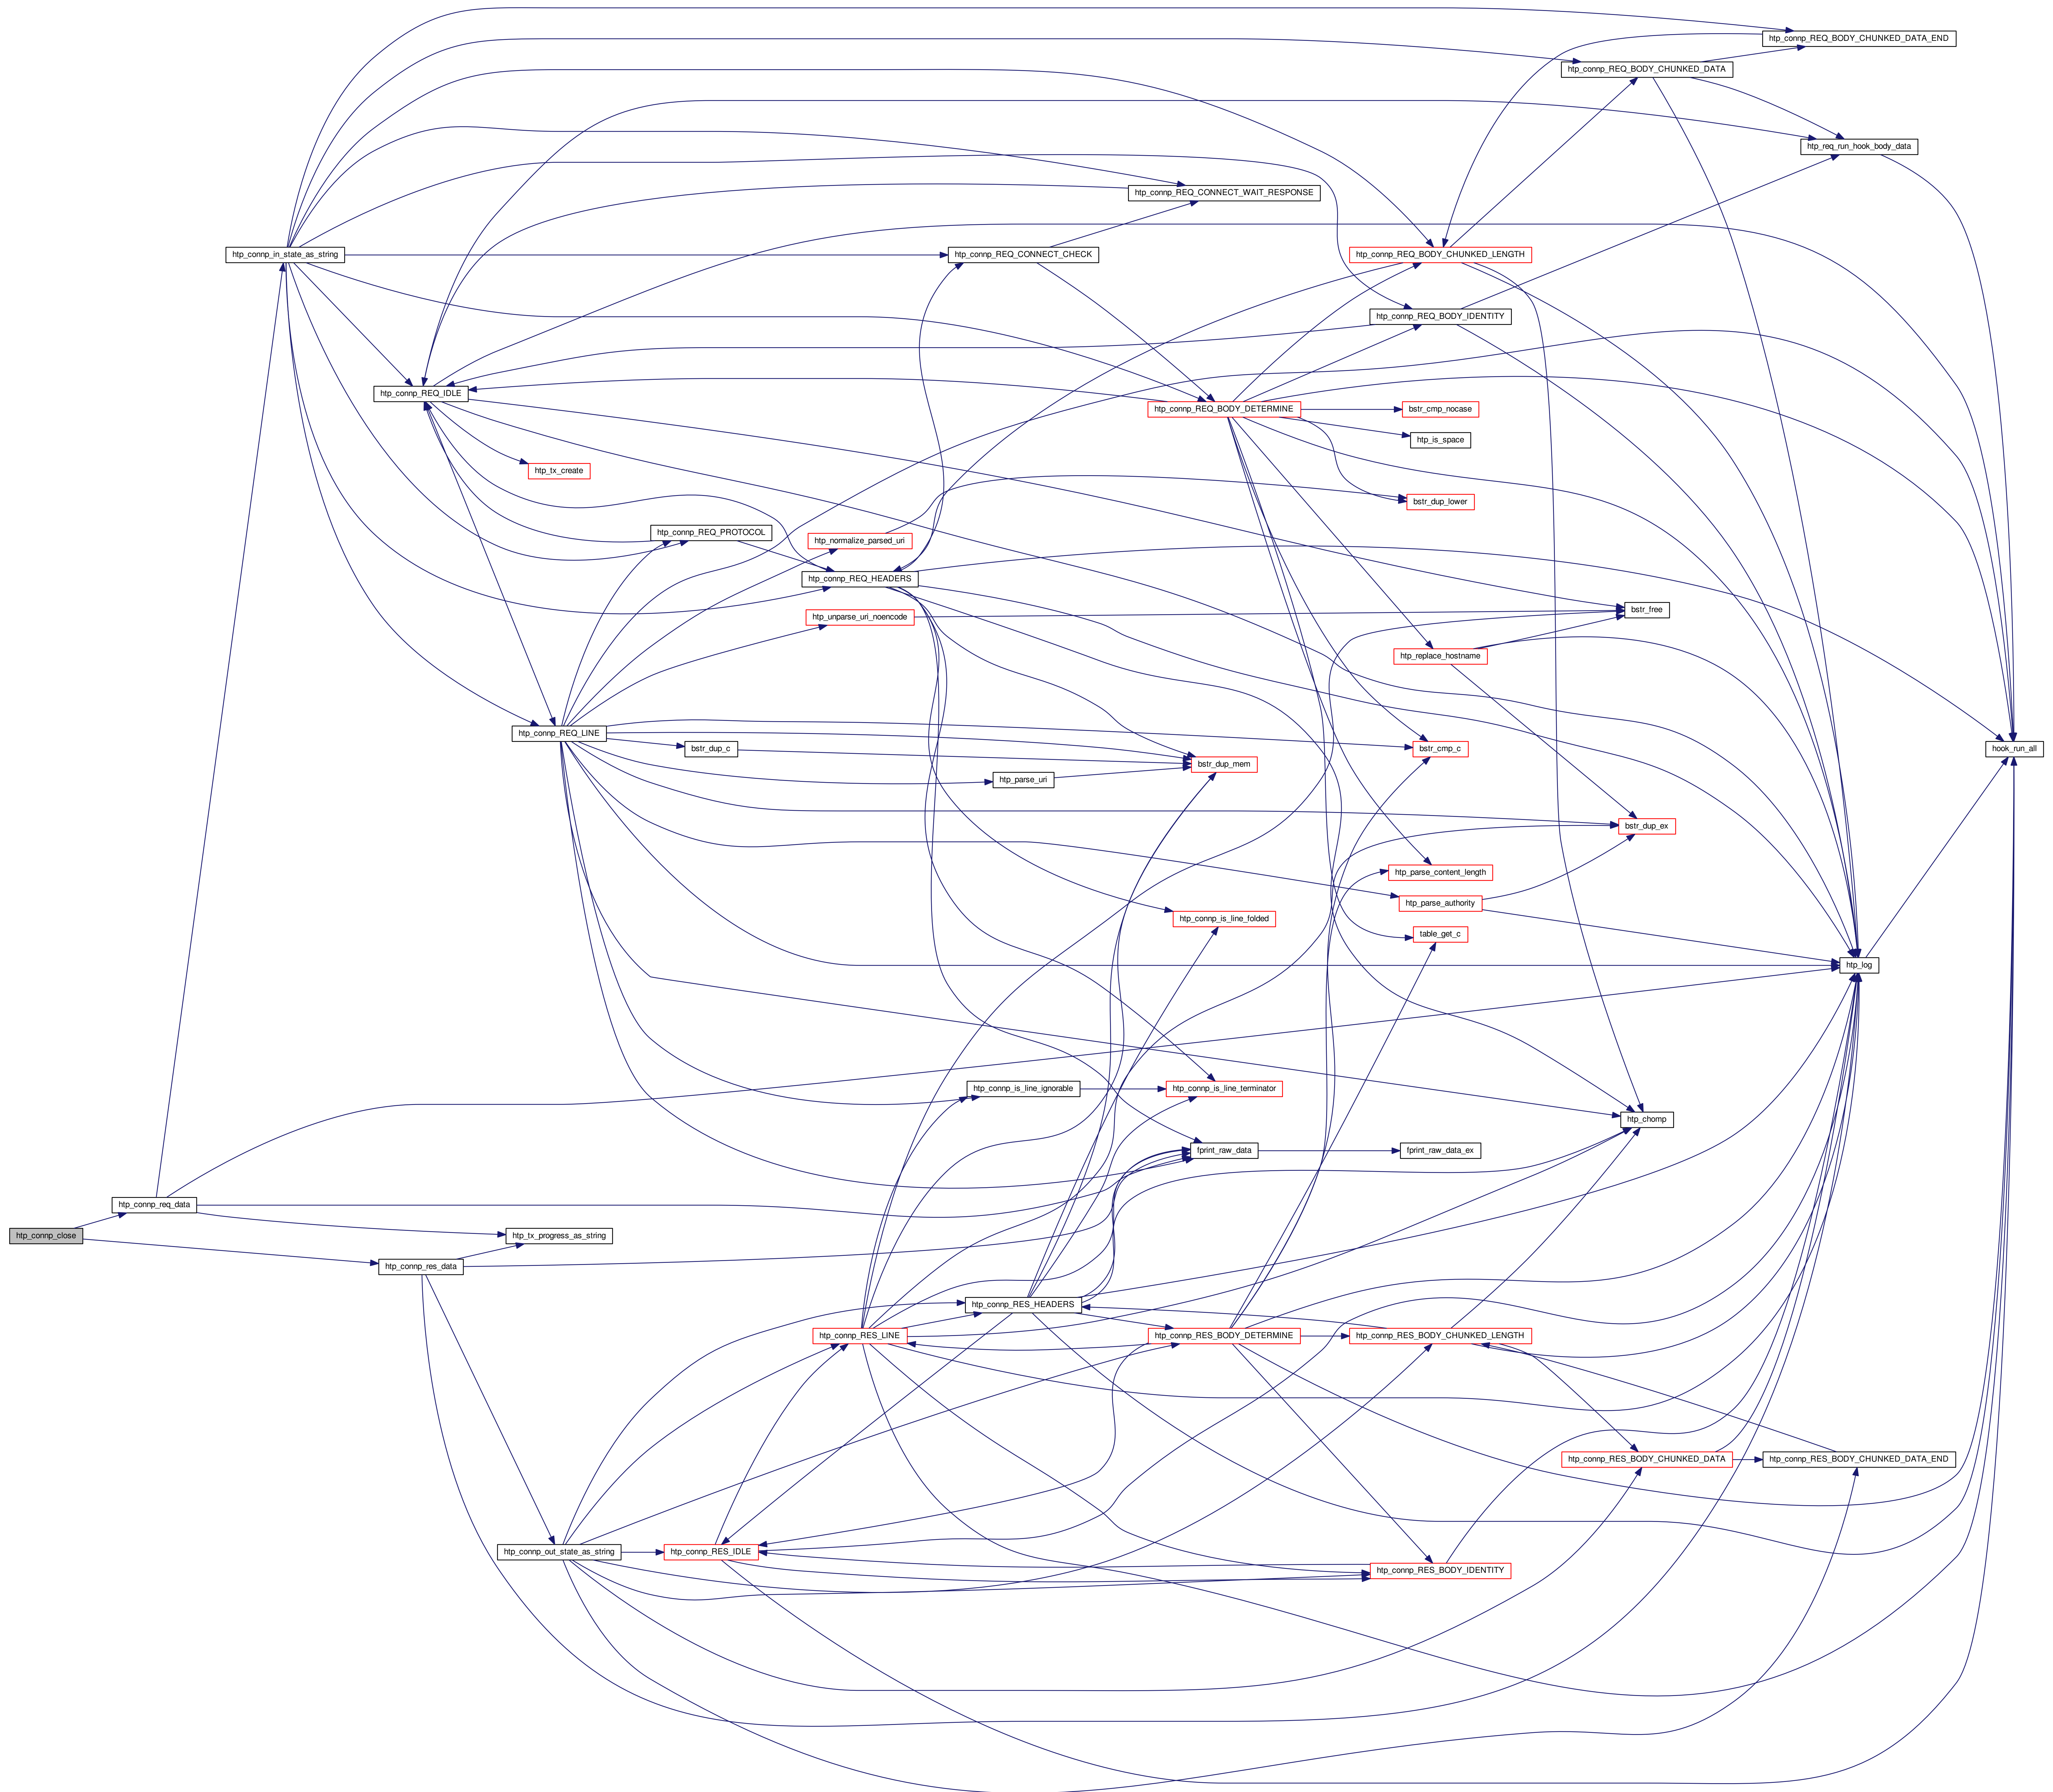 htp_connp_REQ_BODY_CHUNKED_DATA_END
htp_connp_REQ_BODY_CHUNKED_DATA
htp_req_run_hook_body_data
htp_connp_REQ_CONNECT_WAIT_RESPONSE
htp_connp_in_state_as_string
htp_connp_REQ_CONNECT_CHECK
htp_connp_REQ_BODY_CHUNKED_LENGTH
htp_connp_REQ_BODY_IDENTITY
htp_connp_REQ_IDLE
htp_connp_REQ_BODY_DETERMINE
bstr_cmp_nocase
htp_is_space
htp_tx_create
bstr_dup_lower
htp_connp_REQ_PROTOCOL
htp_normalize_parsed_uri
htp_connp_REQ_HEADERS
htp_unparse_uri_noencode
bstr_free
htp_replace_hostname
htp_connp_REQ_LINE
bstr_dup_c
bstr_cmp_c
hook_run_all
bstr_dup_mem
htp_parse_uri
bstr_dup_ex
htp_parse_content_length
htp_parse_authority
htp_connp_is_line_folded
table_get_c
htp_log
htp_connp_is_line_ignorable
htp_connp_is_line_terminator
htp_chomp
fprint_raw_data
fprint_raw_data_ex
htp_connp_req_data
htp_connp_close
htp_tx_progress_as_string
htp_connp_res_data
htp_connp_RES_HEADERS
htp_connp_RES_LINE
htp_connp_RES_BODY_DETERMINE
htp_connp_RES_BODY_CHUNKED_LENGTH
htp_connp_RES_BODY_CHUNKED_DATA
htp_connp_RES_BODY_CHUNKED_DATA_END
htp_connp_out_state_as_string
htp_connp_RES_IDLE
htp_connp_RES_BODY_IDENTITY